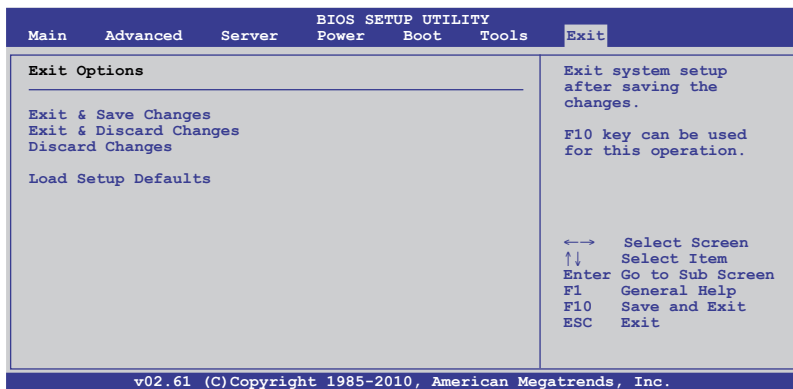 BIOS SETUP UTILITY
Main Advanced Server Power Boot Tools Exit
Exit Options
Exit & Save Changes
Exit & Discard Changes
Discard Changes
Load Setup Defaults
Exit system setup
after saving the
changes.
F10 key can be used
for this operation.
←→ Select Screen
↑↓ Select Item
Enter Go to Sub Screen
F1 General Help
F10 Save and Exit
ESC Exit
v02.61 (C)Copyright 1985-2010, American Megatrends, Inc.